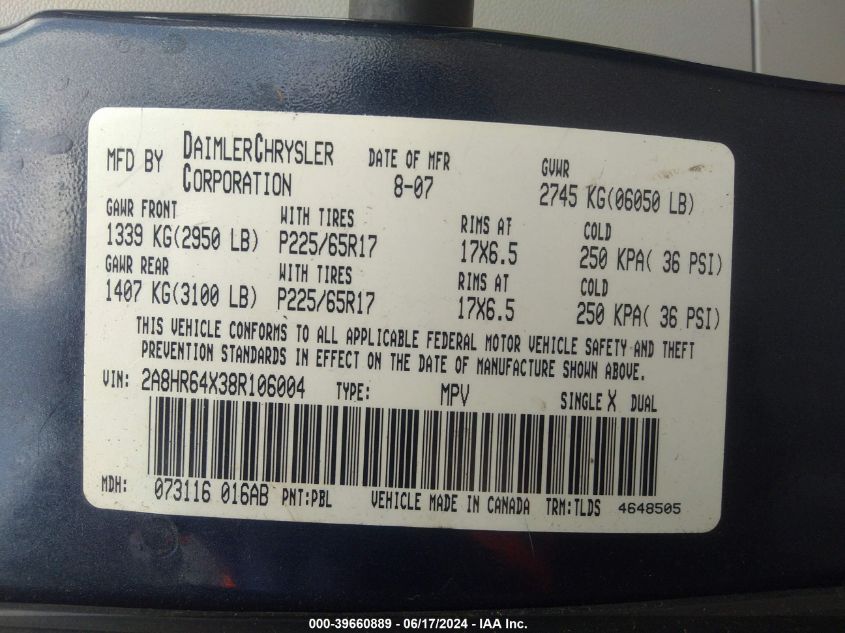 MFD BY DAIMLERCHRYSLER CORPORATION DATE OF MFR 8-07 GVWR 2745 KG(06050 LB)
GAWR FRONT WITH TIRES RIMS AT COLD
1339 KG(2950 LB) P225/65R17 17X6.5 250 KPA( 36 PSI)
GAWR REAR WITH TIRES RIMS AT COLD
1407 KG(3100 LB) P225/65R17 17X6.5 250 KPA( 36 PSI)
THIS VEHICLE CONFORMS TO ALL APPLICABLE FEDERAL MOTOR VEHICLE SAFETY AND THEFT
PREVENTION STANDARDS IN EFFECT ON THE DATE OF MANUFACTURE SHOWN ABOVE.
VIN: 2A8HR64X38R106004 TYPE: MPV SINGLE X DUAL
MDH: 073116 016AB PNT:PBL VEHICLE MADE IN CANADA TRM:TLDS 4648505
000-39660889 - 06/17/2024 - IAA Inc.